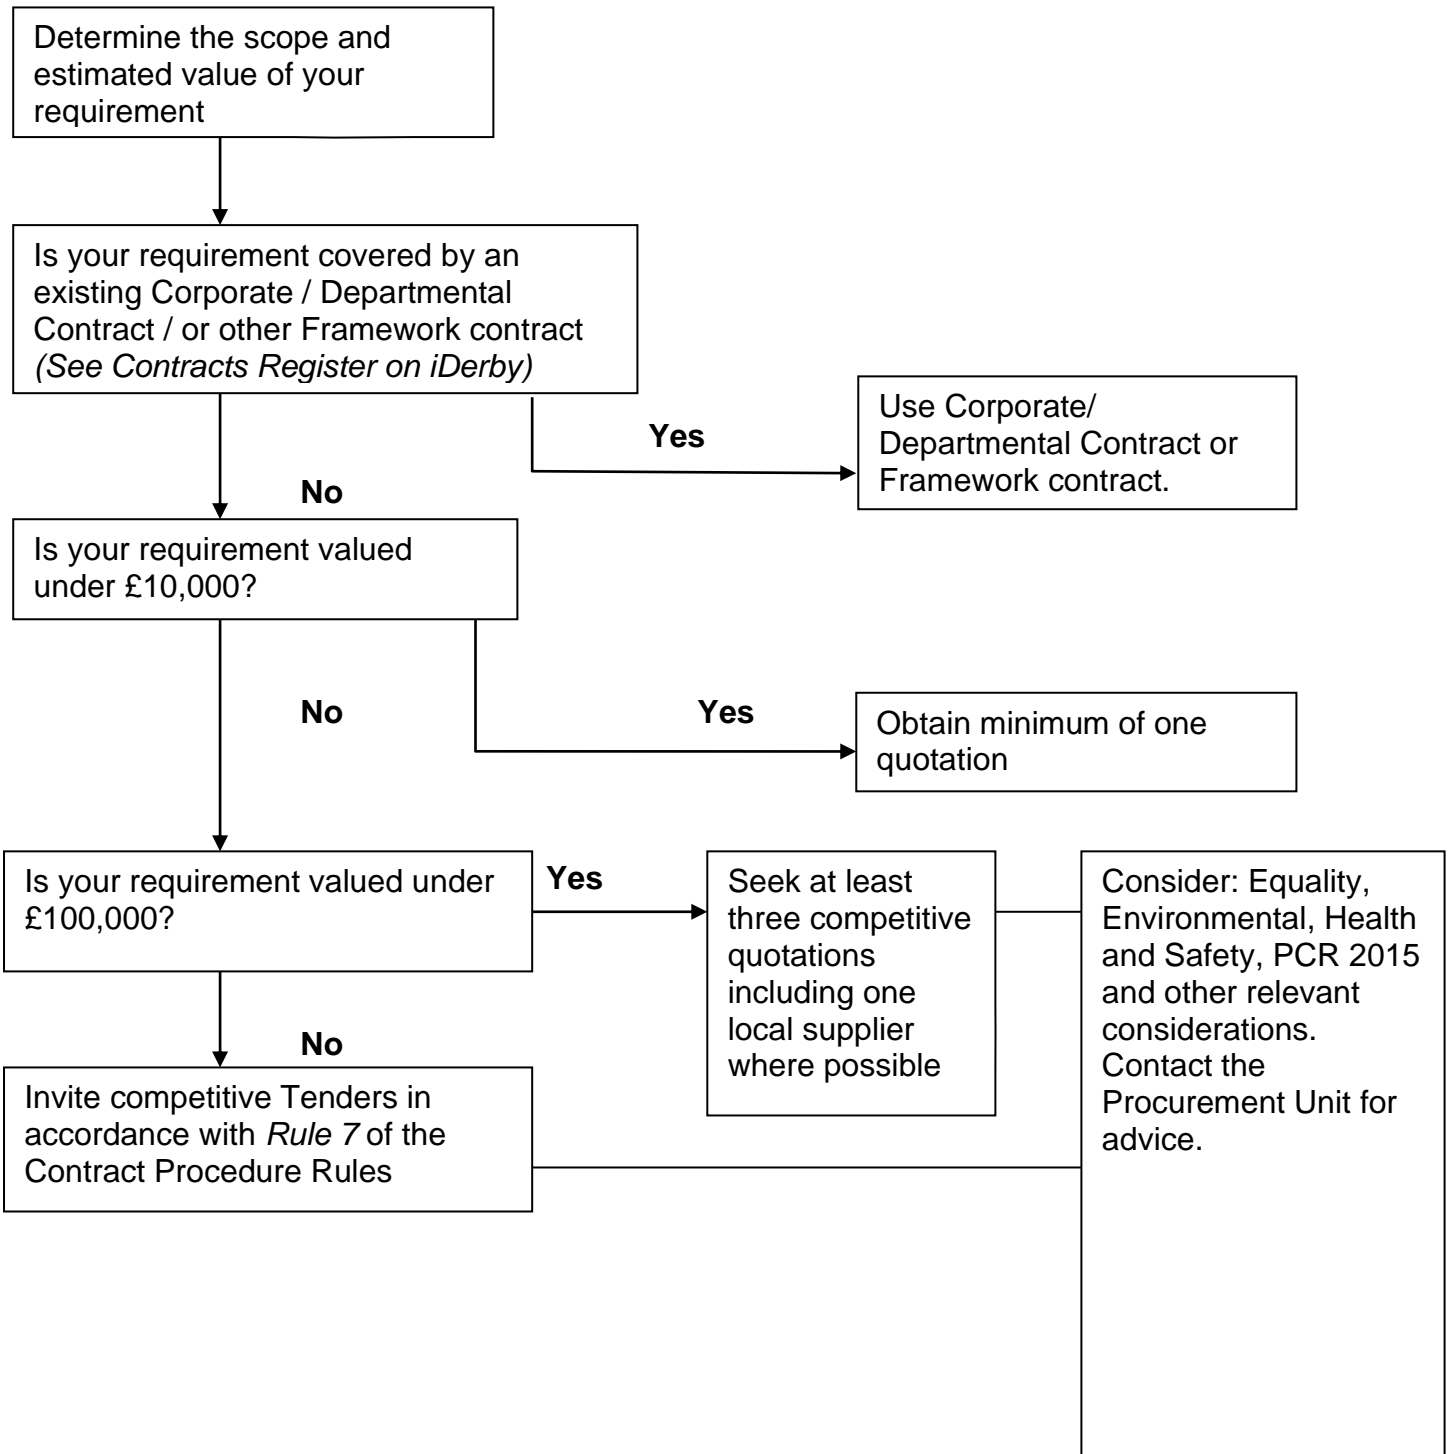 Determine the scope and
estimated value of your
requirement
Is your requirement covered by an
existing Corporate / Departmental
Contract / or other Framework contract
(See Contracts Register on iDerby)
Yes
Use Corporate/
Departmental Contract or
Framework contract.
No
Is your requirement valued
under £10,000?
No
Yes
Obtain minimum of one
quotation
Is your requirement valued under
£100,000?
Yes
Seek at least
three competitive
quotations
including one
local supplier
where possible
Consider: Equality,
Environmental, Health
and Safety, PCR 2015
and other relevant
considerations.
Contact the
Procurement Unit for
advice.
No
Invite competitive Tenders in
accordance with Rule 7 of the
Contract Procedure Rules